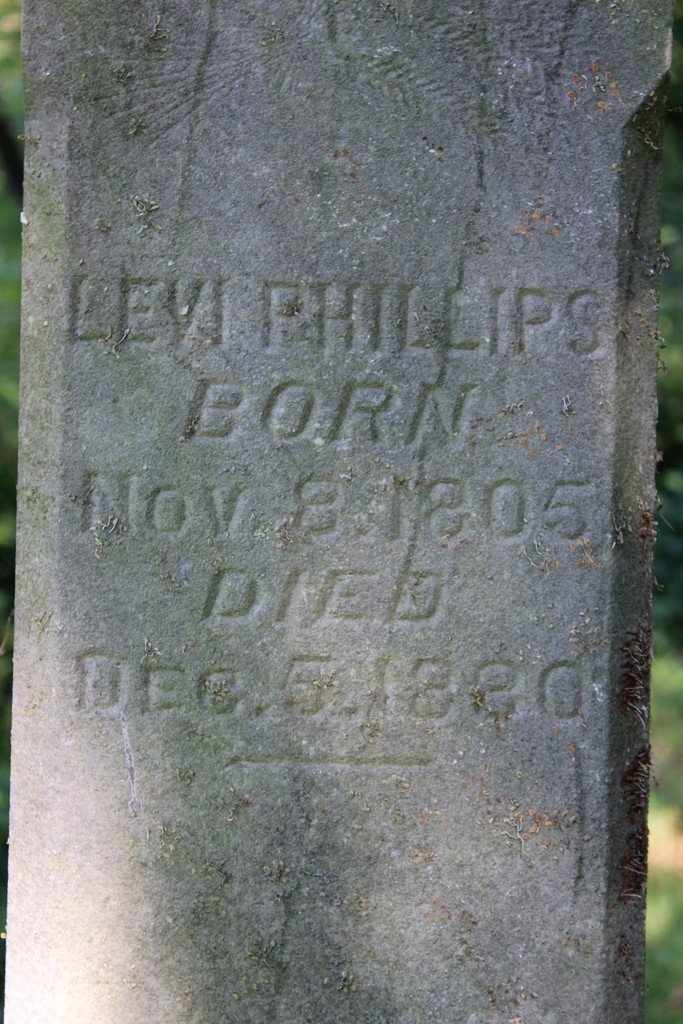 LEVI PHILLIPS
BORN
NOV. 8. 1805
DIED
DEC. 5. 1880